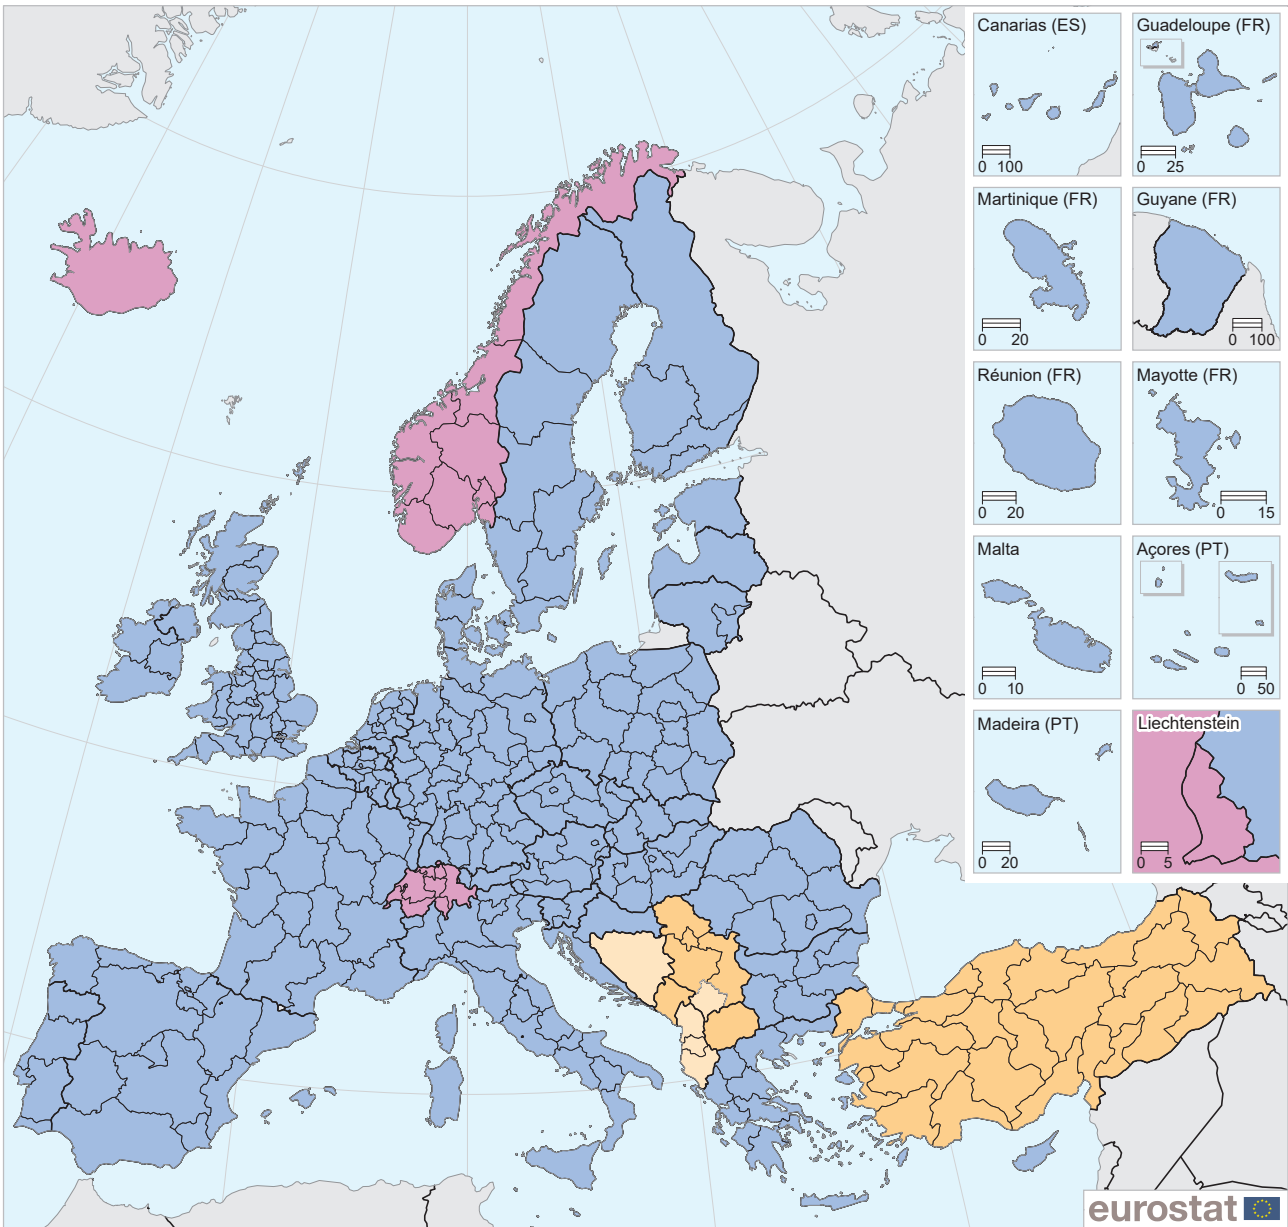 Canarias (ES)
0 100
Guadeloupe (FR)
0 25
Martinique (FR)
0 20
Guyane (FR)
0 100
Réunion (FR)
0 20
Mayotte (FR)
0 15
Malta
0 10
Açores (PT)
0 50
Madeira (PT)
0 20
Liechtenstein
0 5
eurostat